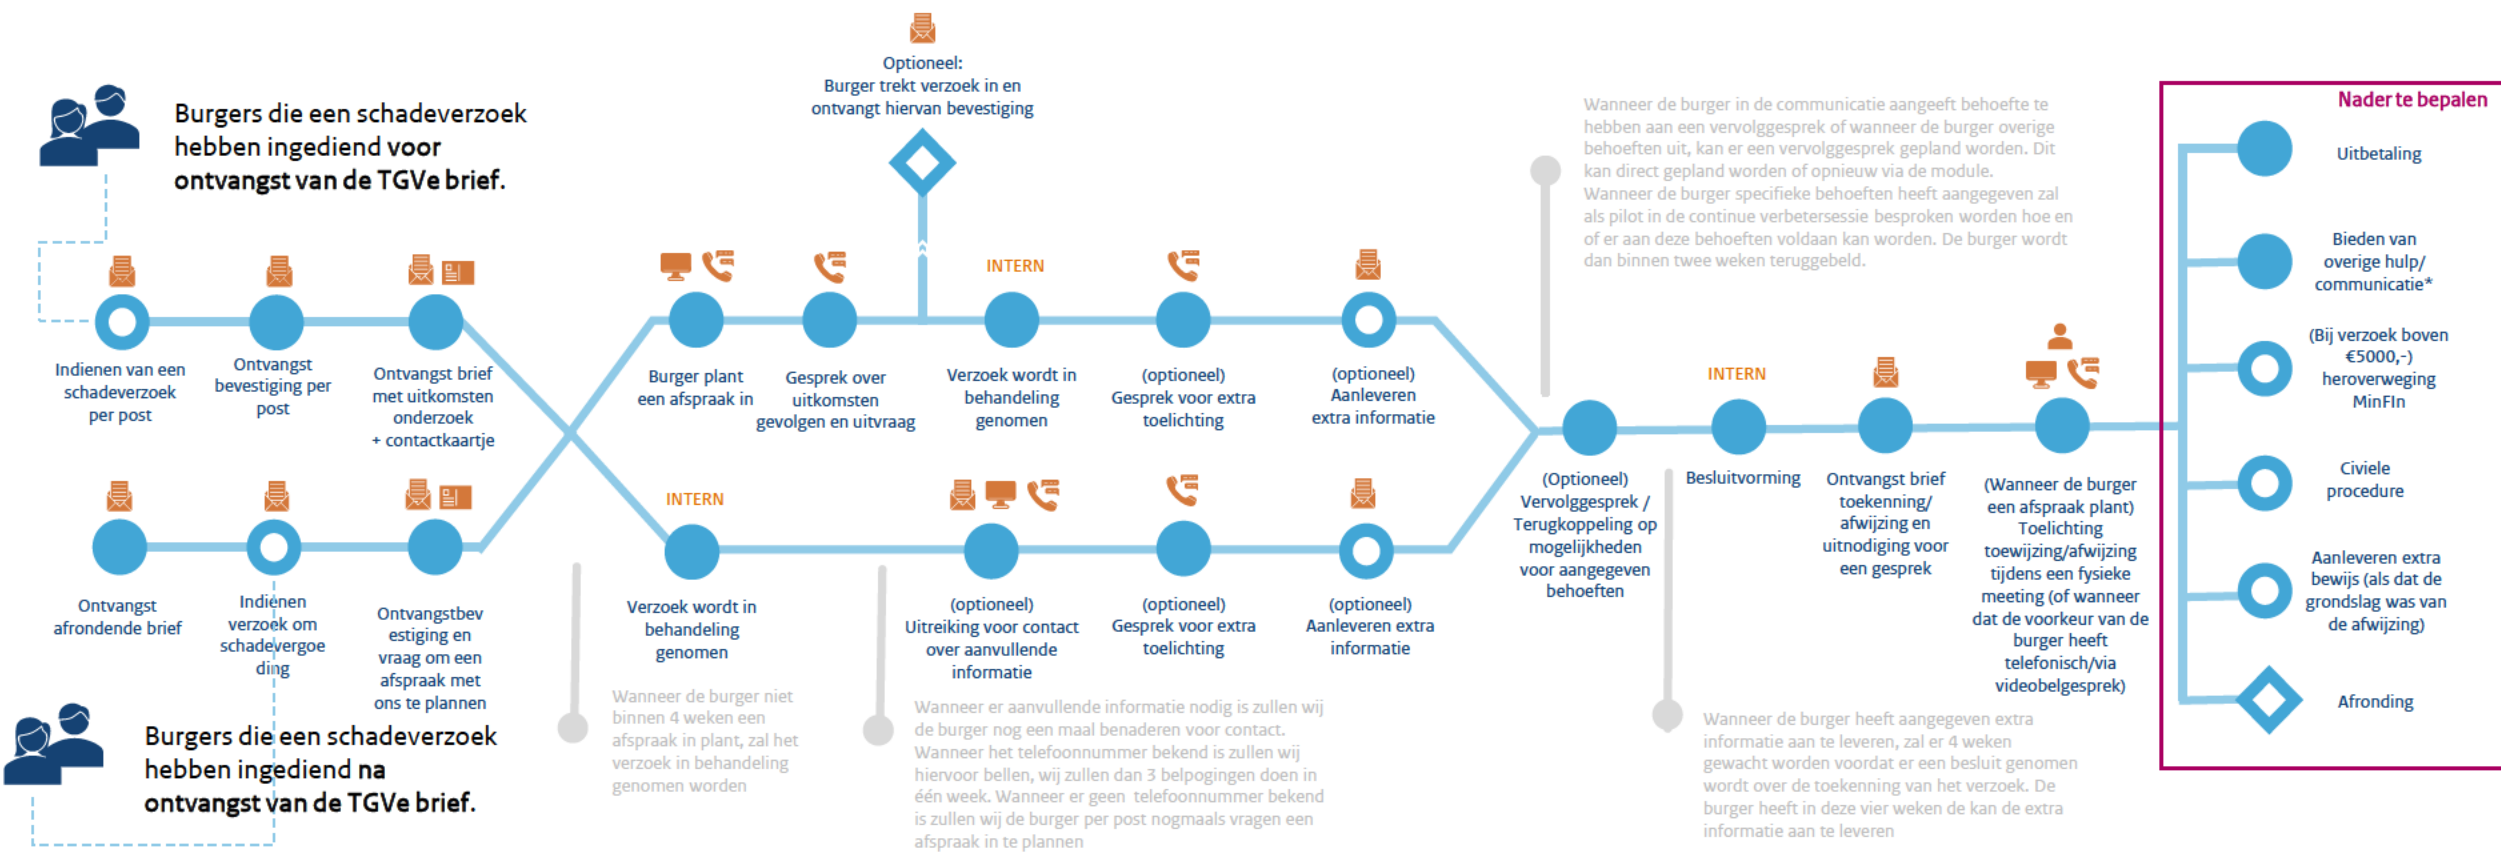 Optioneel:
Burger trekt verzoek in en
ontvangt hiervan bevestiging
Burgers die een schadeverzoek
hebben ingediend voor
ontvangst van de TGVe brief.
Indienen van een
schadeverzoek
per post
Ontvangst
bevestiging per
post
Ontvangst brief
met uitkomsten
onderzoek
+ contactkaartje
Burger plant
een afspraak in
Gesprek over
uitkomsten
gevolgen en uitvraag
INTERN
Verzoek wordt in
behandeling
genomen
(optioneel)
Gesprek voor extra
toelichting
(optioneel)
Aanleveren
extra informatie
Ontvangst
afrondende brief
Indienen
verzoek om
schadevergoe
ding
Ontvangstbev
estiging en
vraag om een
afspraak met
ons te plannen
Burgers die een schadeverzoek
hebben ingediend na
ontvangst van de TGVe brief.
INTERN
Verzoek wordt in
behandeling
genomen
Wanneer de burger niet
binnen 4 weken een
afspraak in plant, zal het
verzoek in behandeling
genomen worden
(optioneel)
Uitreiking voor contact
over aanvullende
informatie
(optioneel)
Gesprek voor extra
toelichting
(optioneel)
Aanleveren extra
informatie
Wanneer er aanvullende informatie nodig is zullen wij
de burger nog een maal benaderen voor contact.
Wanneer het telefoonnummer bekend is zullen wij
hiervoor bellen, wij zullen dan 3 belpogingen doen in
één week. Wanneer er geen telefoonnummer bekend
is zullen wij de burger per post nogmaals vragen een
afspraak in te plannen
Wanneer de burger in de communicatie aangeeft behoefte te
hebben aan een vervolggesprek of wanneer de burger overige
behoeften uit, kan er een vervolggesprek gepland worden. Dit
kan direct gepland worden of opnieuw via de module.
Wanneer de burger specifieke behoeften heeft aangegeven zal
als pilot in de continue verbetersessie besproken worden hoe en
of er aan deze behoeften voldaan kan worden. De burger wordt
dan binnen twee weken teruggebeld.
(Optioneel)
Vervolggesprek /
Terugkoppeling op
mogelijkheden
voor aangegeven
behoeften
INTERN
Besluitvorming
Ontvangst brief
toekenning/
afwijzing en
uitnodiging voor
een gesprek
(Wanneer de burger
een afspraak plant)
Toelichting
toewijzing/afwijzing
tijdens een fysieke
meeting (of wanneer
dat de voorkeur van de
burger heeft
telefonisch/via
videobelgesprek)
Wanneer de burger heeft aangegeven extra
informatie aan te leveren, zal er 4 weken
gewacht worden voordat er een besluit genomen
wordt over de toekenning van het verzoek. De
burger heeft in deze vier weken de kan de extra
informatie aan te leveren
Nader te bepalen
Uitbetaling
Bieden van
overige hulp/
communicatie*
(Bij verzoek boven
€5000,-)
heroverweging
MinFIn
Civiele
procedure
Aanleveren extra
bewijs (als dat de
grondslag was van
de afwijzing)
Afronding